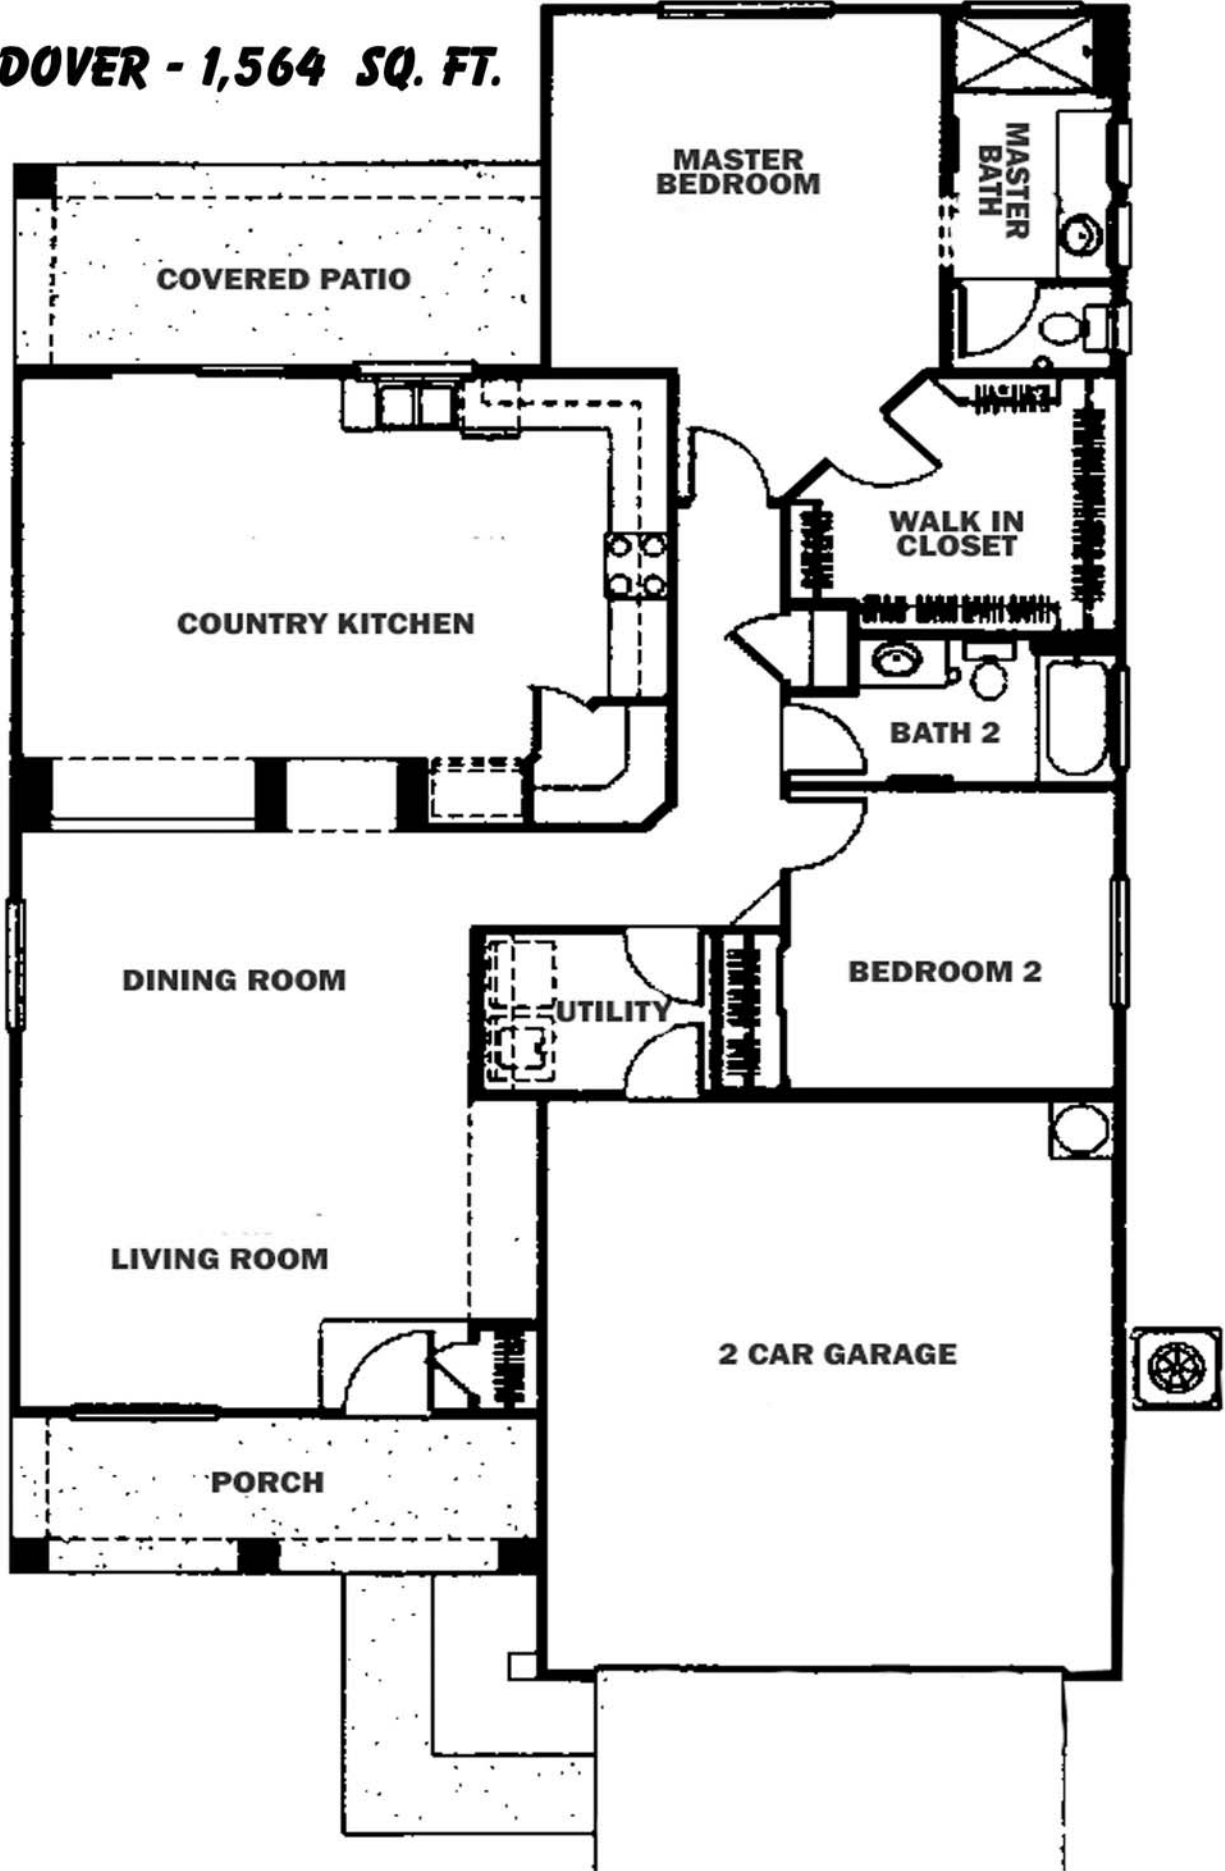 DOVER - 1,564 SQ. FT.
MASTER
BEDROOM
MASTER
BATH
COVERED PATIO
WALK IN
CLOSET
COUNTRY KITCHEN
BATH 2
DINING ROOM
UTILITY
BEDROOM 2
LIVING ROOM
2 CAR GARAGE
PORCH